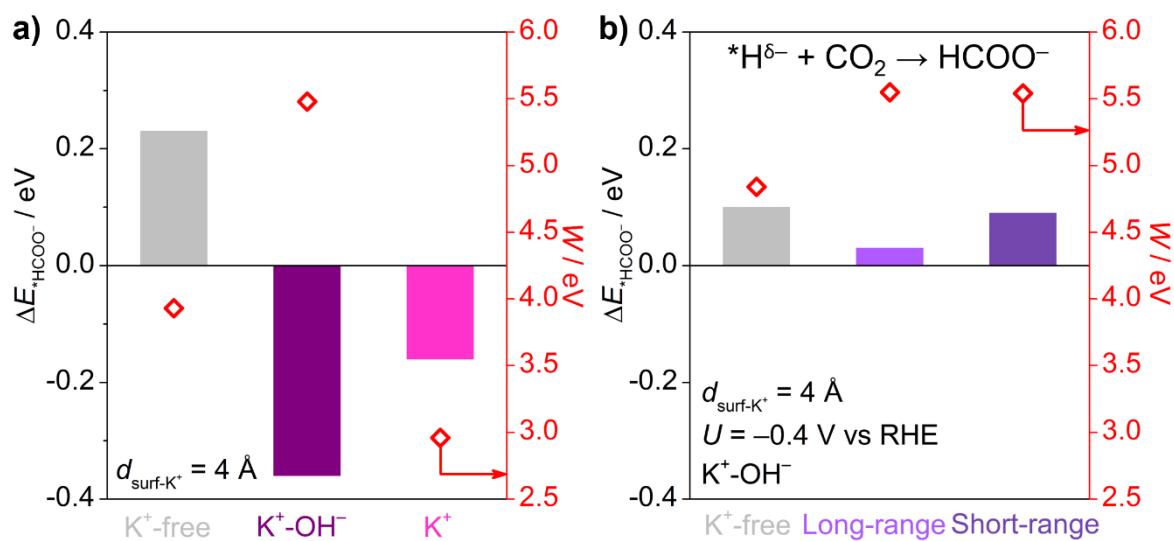 a)
0.4
0.2
0.0
-0.2
-0.4
ΔE*HCOO⁻ / eV
6.0
5.5
5.0
4.5
4.0
3.5
3.0
2.5
W / eV
dsurf-K⁺ = 4 Å
K⁺-free K⁺-OH⁻ K⁺
b)
*Hδ− + CO₂ → HCOO⁻
0.4
0.2
0.0
-0.2
-0.4
ΔE*HCOO⁻ / eV
6.0
5.5
5.0
4.5
4.0
3.5
3.0
2.5
W / eV
dsurf-K⁺ = 4 Å
U = −0.4 V vs RHE
K⁺-OH⁻
K⁺-free Long-range Short-range